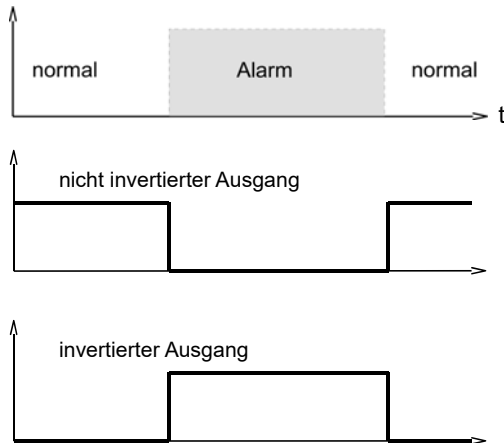 normal Alarm normal
t
nicht invertierter Ausgang
invertierter Ausgang